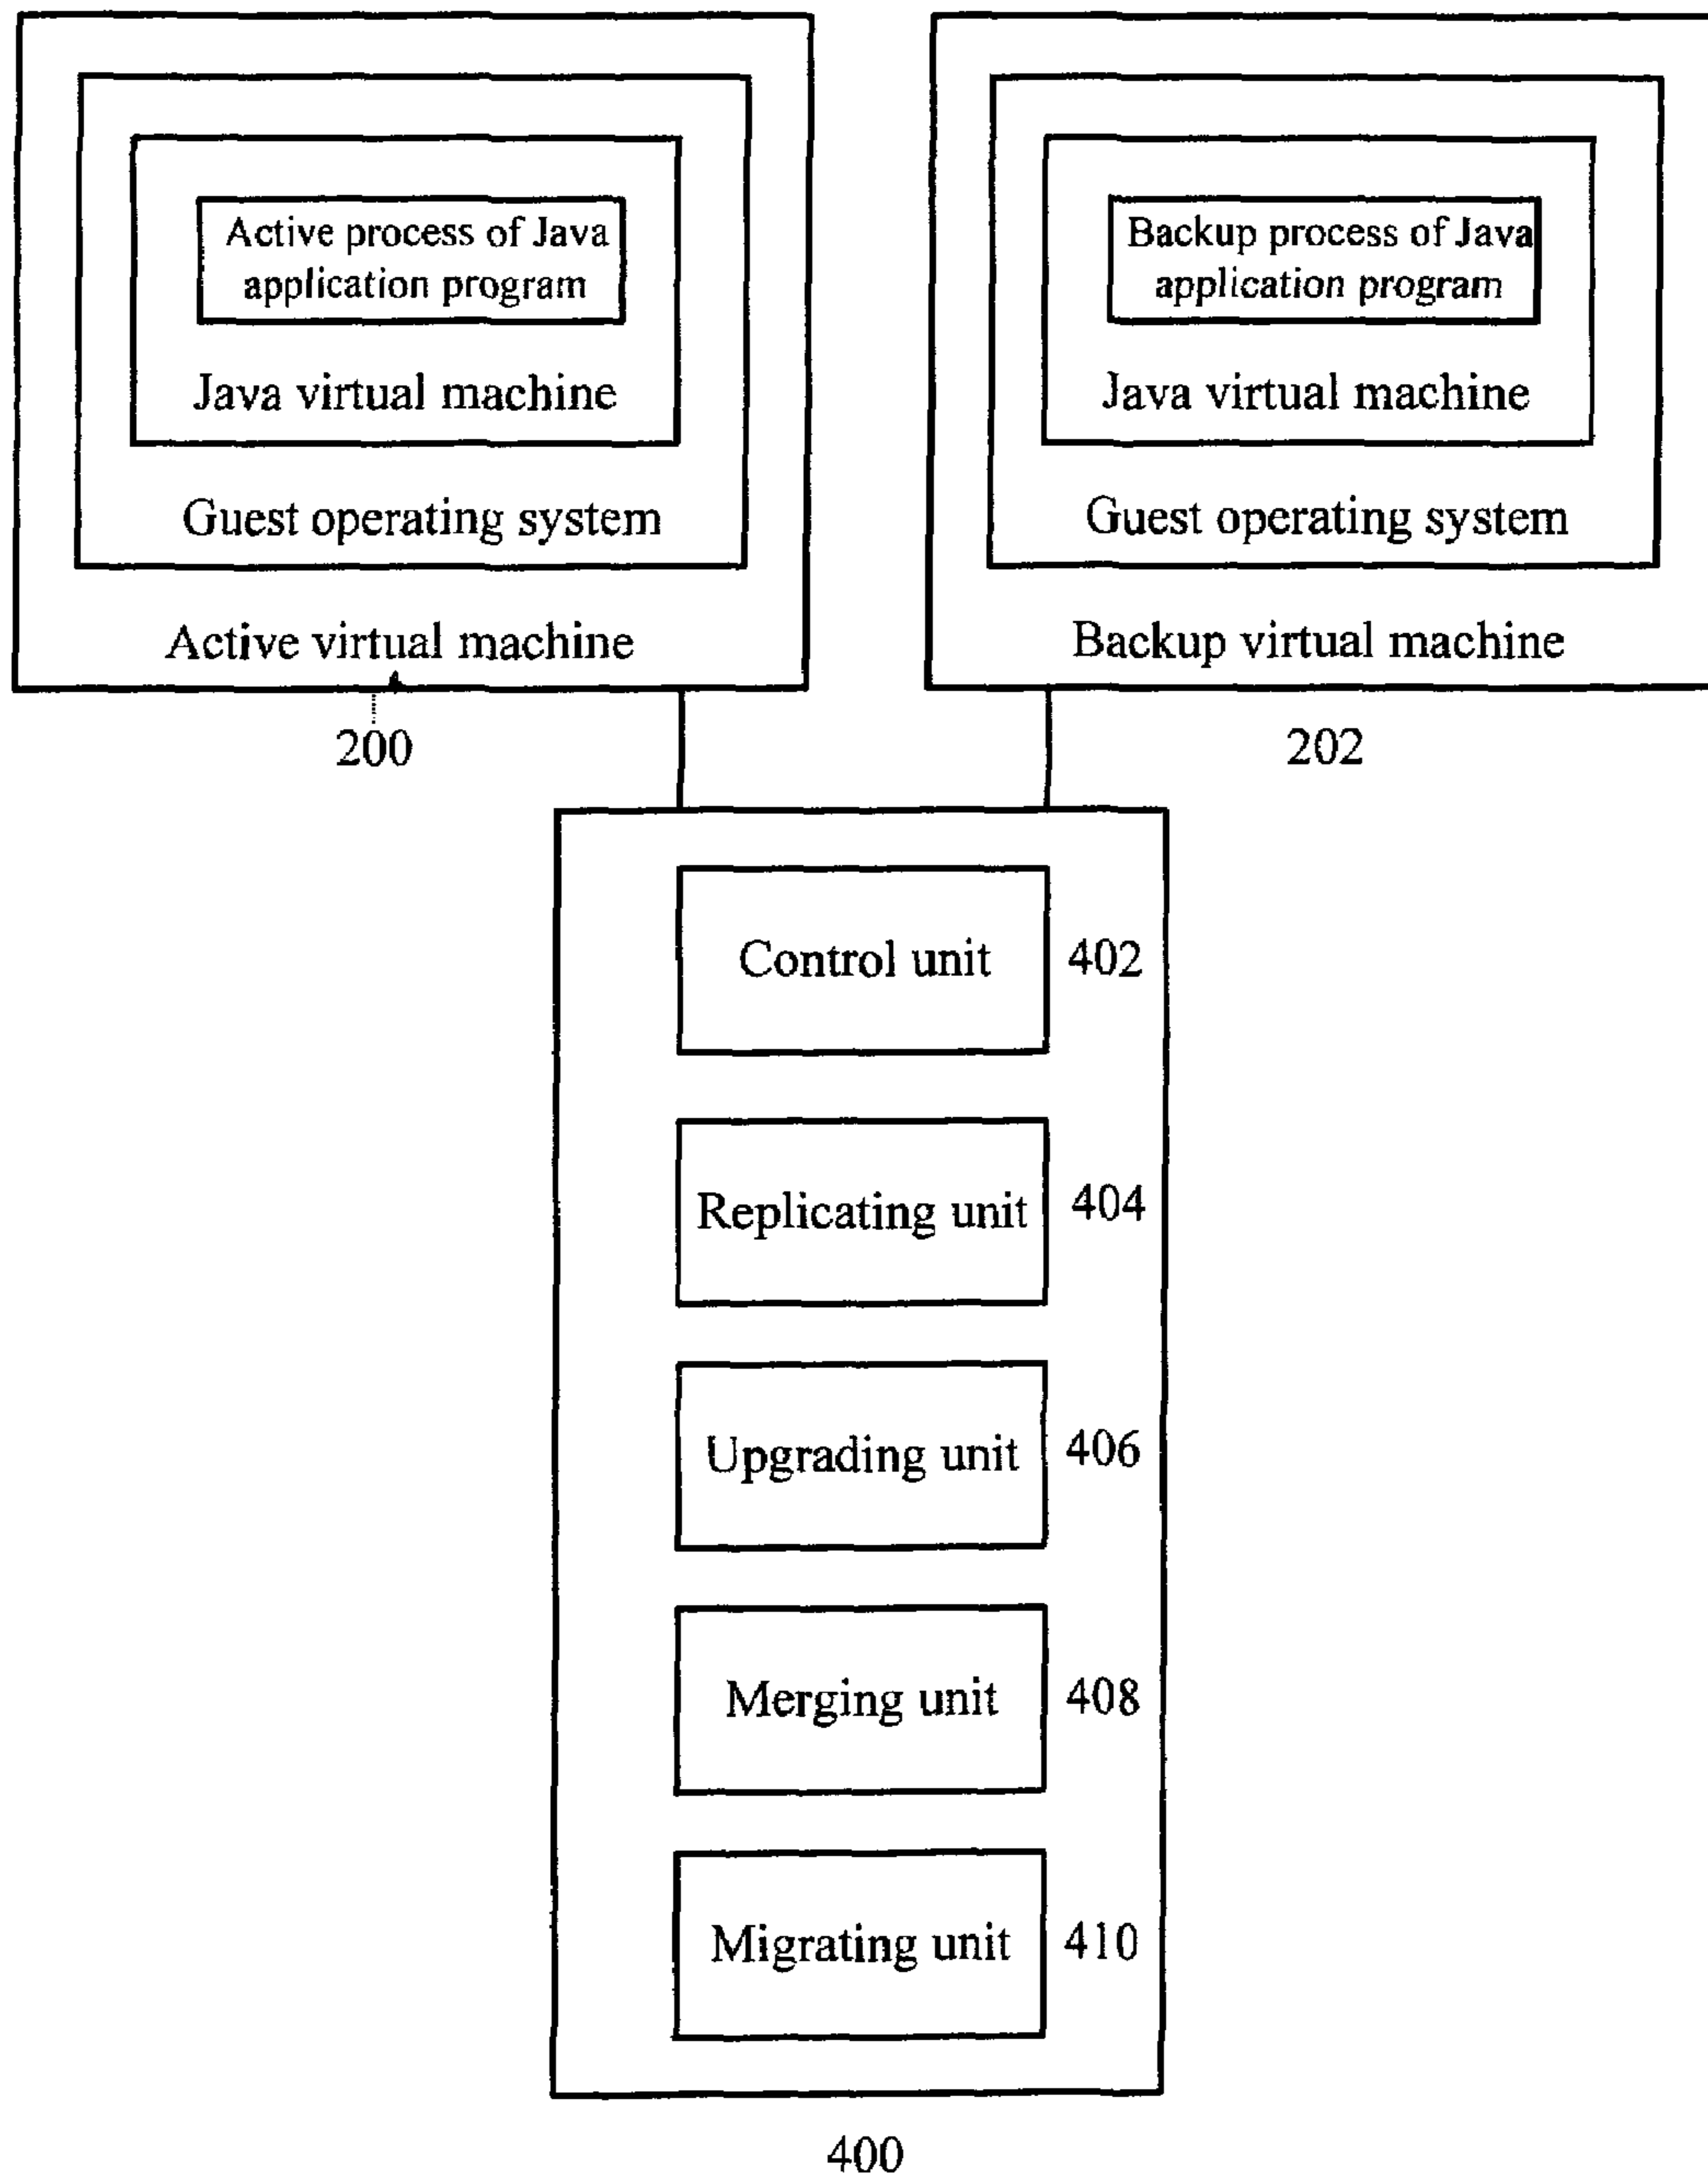 Active process of Java
application program
Java virtual machine
Guest operating system
Active virtual machine
200
Backup process of Java
application program
Java virtual machine
Guest operating system
Backup virtual machine
202
Control unit 402
Replicating unit 404
Upgrading unit 406
Merging unit 408
Migrating unit 410
400